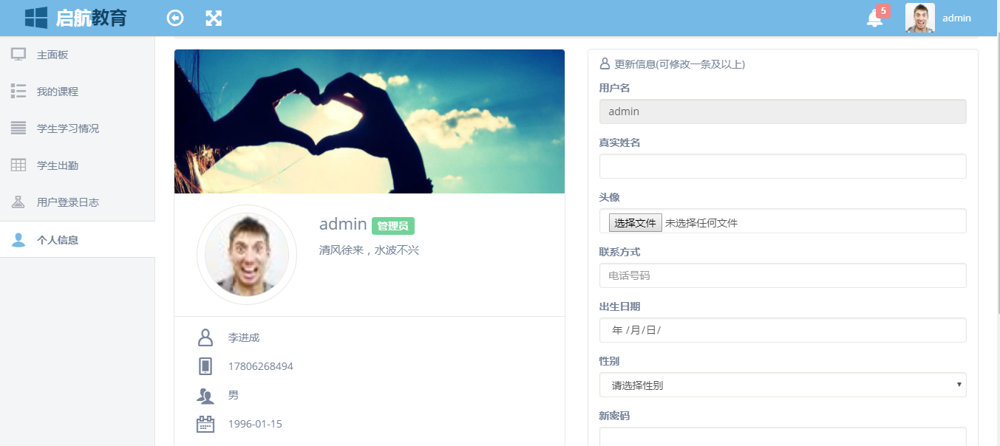 启航教育
5
admin
主面板
我的课程
学生学习情况
学生出勤
用户登录日志
个人信息
admin 管理员
清风徐来，水波不兴
李进成
17806268494
男
1996-01-15
更新信息(可修改一条及以上)
用户名
admin
真实姓名
头像
选择文件 未选择任何文件
联系方式
电话号码
出生日期
年 /月/日/
性别
请选择性别
新密码